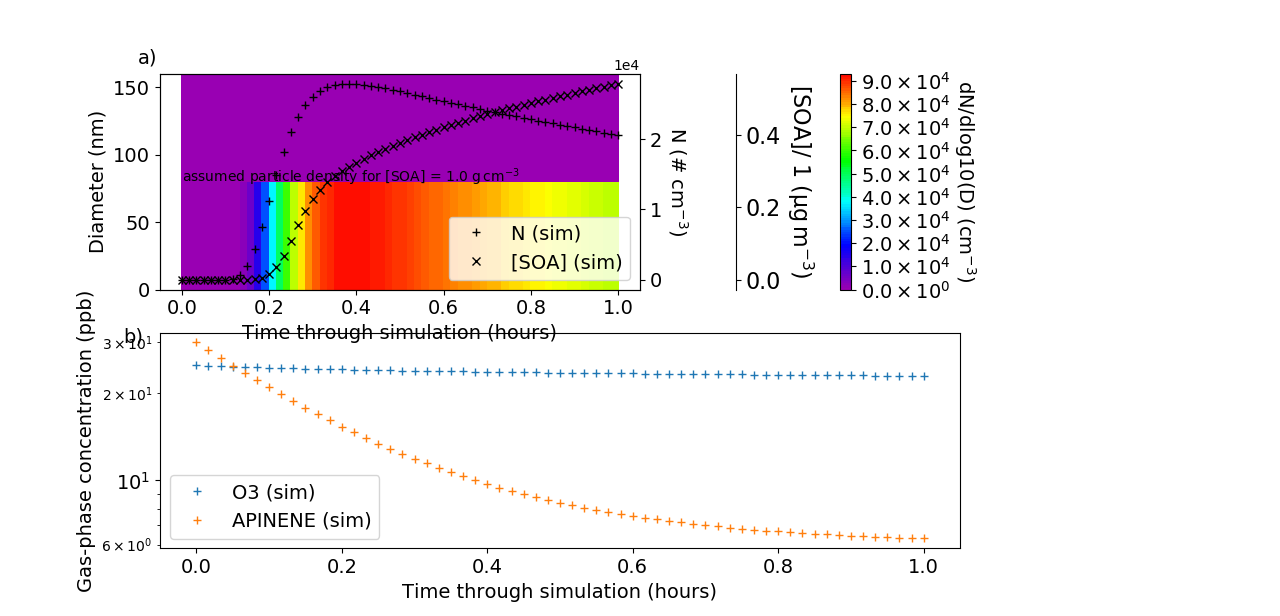 a)
1e4
150
100
50
0
Diameter (nm)
assumed particle density for [SOA] = 1.0 g cm⁻³
N (sim)
[SOA] (sim)
0.0 0.2 0.4 0.6 0.8 1.0
Time through simulation (hours)
2
1
0
N (# cm⁻³)
0.4
0.2
0.0
[SOA]/ 1 (µg m⁻³)
9.0 × 10⁴
8.0 × 10⁴
7.0 × 10⁴
6.0 × 10⁴
5.0 × 10⁴
4.0 × 10⁴
3.0 × 10⁴
2.0 × 10⁴
1.0 × 10⁴
0.0 × 10⁰
dN/dlog10(D) (cm⁻³)
b)
3 × 10¹
2 × 10¹
10¹
6 × 10⁰
Gas-phase concentration (ppb)
O3 (sim)
APINENE (sim)
0.0 0.2 0.4 0.6 0.8 1.0
Time through simulation (hours)